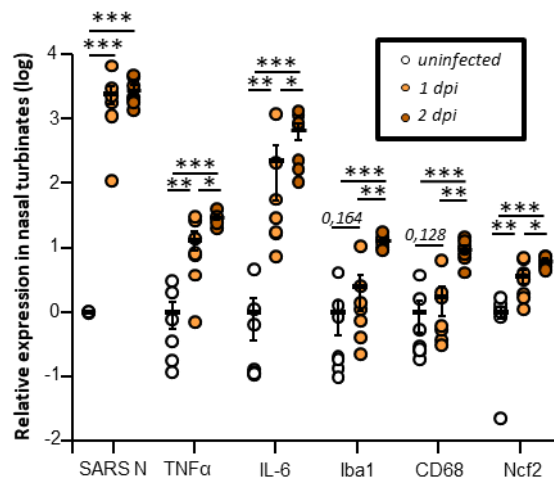 Relative expression in nasal turbinates (log)
4
3
2
1
0
-1
-2
uninfected
1 dpi
2 dpi
***
***
***
**
*
***
**
*
***
**
0,164
***
**
0,128
***
**
*
SARS N
TNFα
IL-6
Iba1
CD68
Ncf2